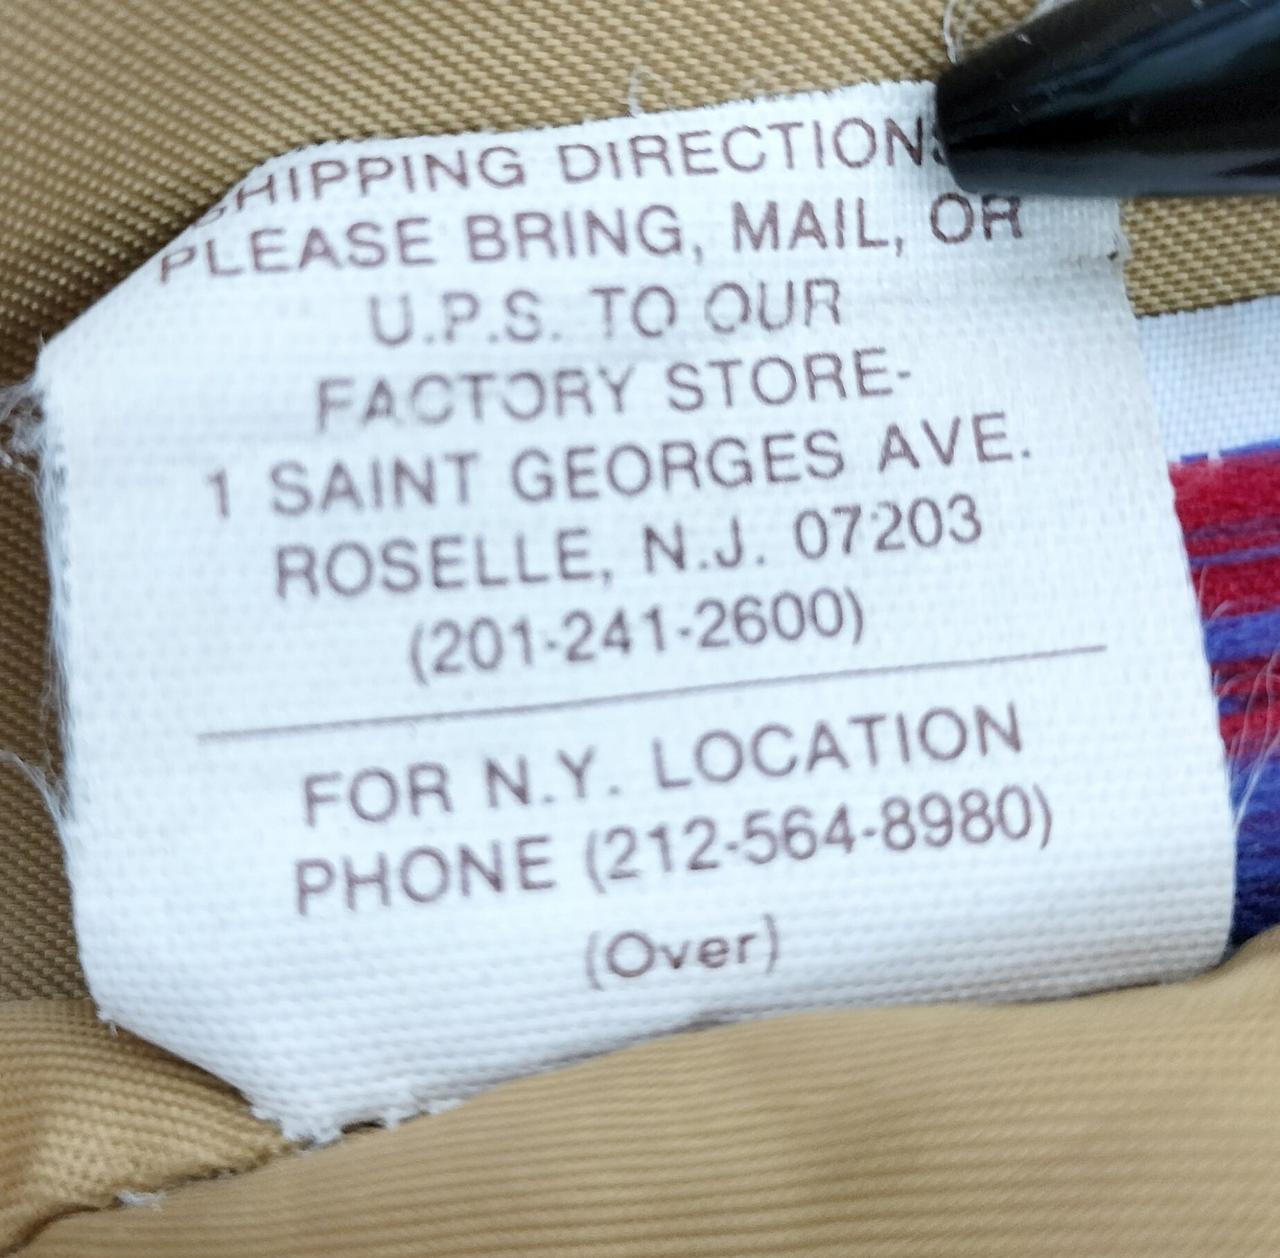 SHIPPING DIRECTIONS
PLEASE BRING, MAIL, OR
U.P.S. TO OUR
FACTORY STORE-
1 SAINT GEORGES AVE.
ROSELLE, N.J. 07203
(201-241-2600)
FOR N.Y. LOCATION
PHONE (212-564-8980)
(Over)